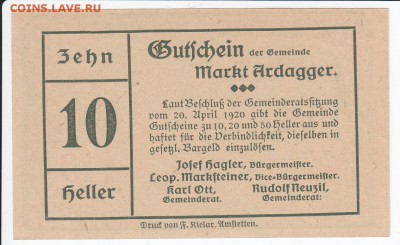 COINS.LAVE.RU
Zehn
10
Heller
Gutschein der Gemeinde
Markt Ardagger.
Laut Beschluß der Gemeinderatssitzung
vom 20. April 1920 gibt die Gemeinde
Gutscheine zu 10, 20 und 50 Heller aus und
haftet für die Verbindlichkeit, dieselben in
gesetzl. Bargeld einzulösen.
Josef Hagler, Bürgermeister.
Leop. Marksteiner, Vice-Bürgermeister.
Karl Ott, Rudolf Neuzil,
Gemeinderat. Gemeinderat:
Druck von F. Kielar, Amstetten.